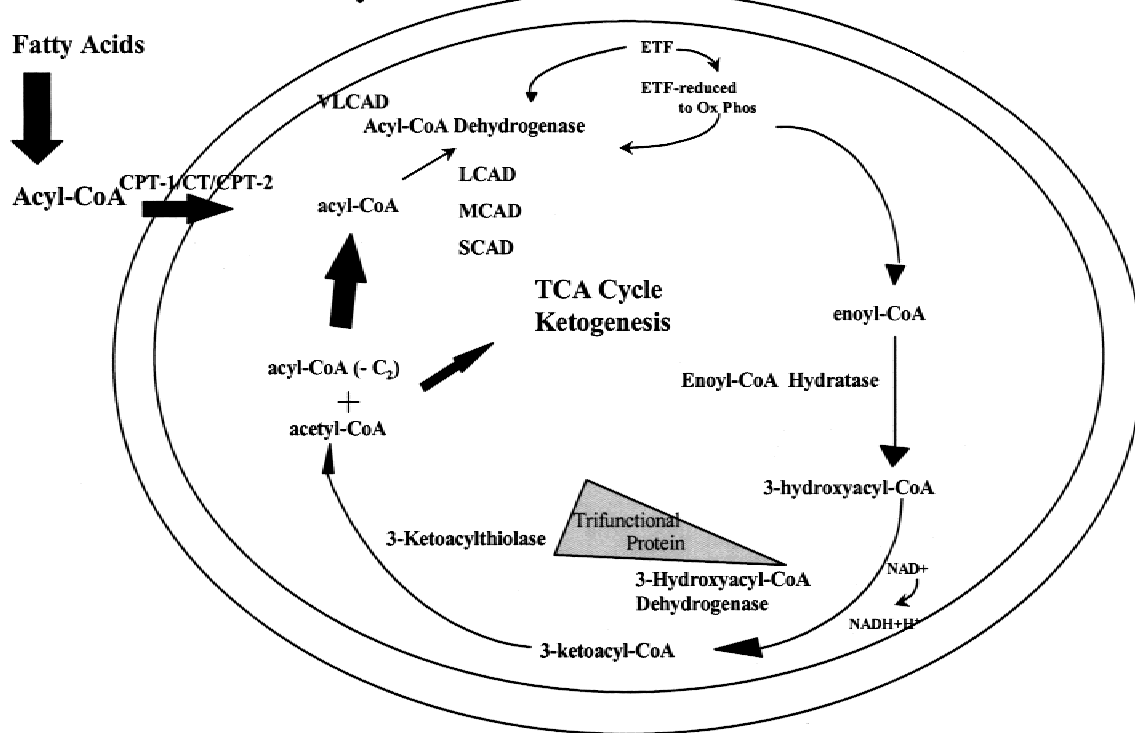 Fatty Acids
ETF
ETF-reduced
to Ox Phos
VLCAD
Acyl-CoA Dehydrogenase
LCAD
MCAD
SCAD
Acyl-CoA
CPT-1/CT/CPT-2
acyl-CoA
TCA Cycle
Ketogenesis
enoyl-CoA
acyl-CoA (- C₂)
+
acetyl-CoA
Enoyl-CoA Hydratase
3-hydroxyacyl-CoA
Trifunctional
Protein
3-Ketoacylthiolase
3-Hydroxyacyl-CoA
Dehydrogenase
NAD+
NADH+H⁺
3-ketoacyl-CoA